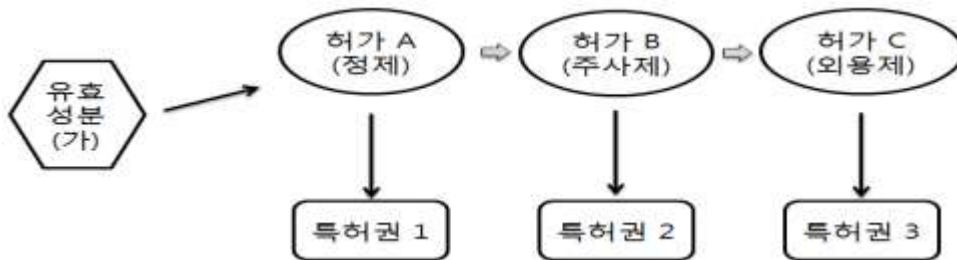 유효
성분
(가)
허가 A
(정제)
허가 B
(주사제)
허가 C
(외용제)
특허권 1
특허권 2
특허권 3